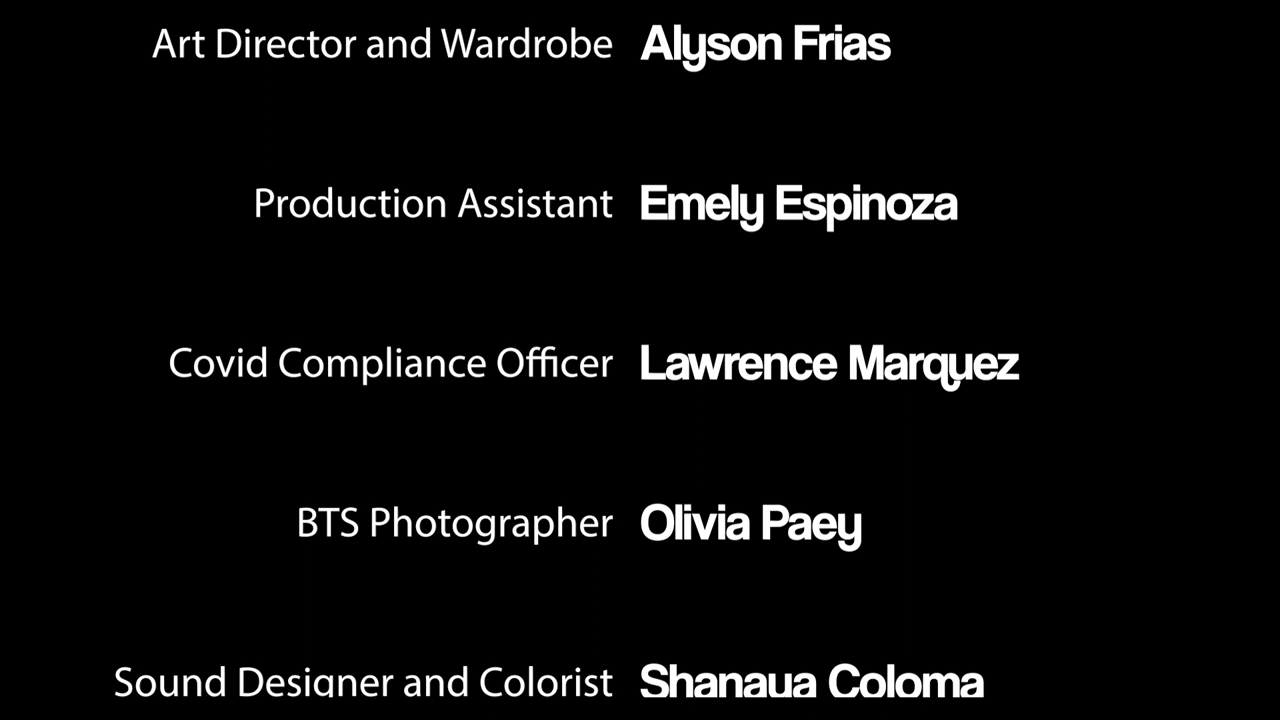 Art Director and Wardrobe Alyson Frias
Production Assistant Emely Espinoza
Covid Compliance Officer Lawrence Marquez
BTS Photographer Olivia Paey
Sound Designer and Colorist Coloma